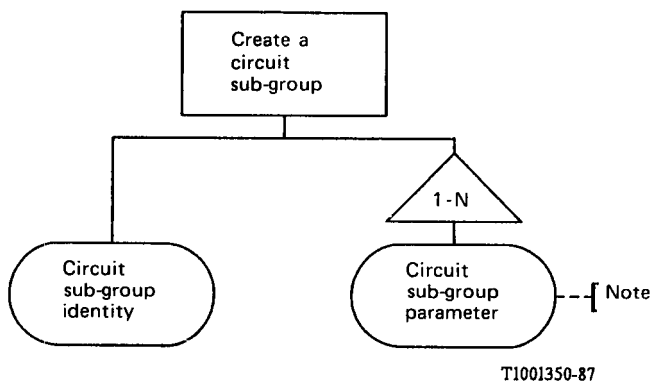 Create a
circuit
sub-group
1-N
Circuit
sub-group
identity
Circuit
sub-group
parameter
Note
T1001350-87